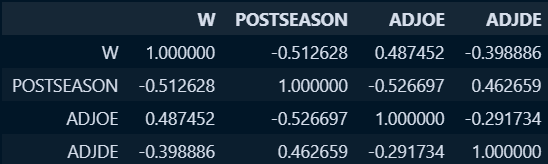 W POSTSEASON ADJOE ADJDE
W 1.000000 -0.512628 0.487452 -0.398886
POSTSEASON -0.512628 1.000000 -0.526697 0.462659
ADJOE 0.487452 -0.526697 1.000000 -0.291734
ADJDE -0.398886 0.462659 -0.291734 1.000000